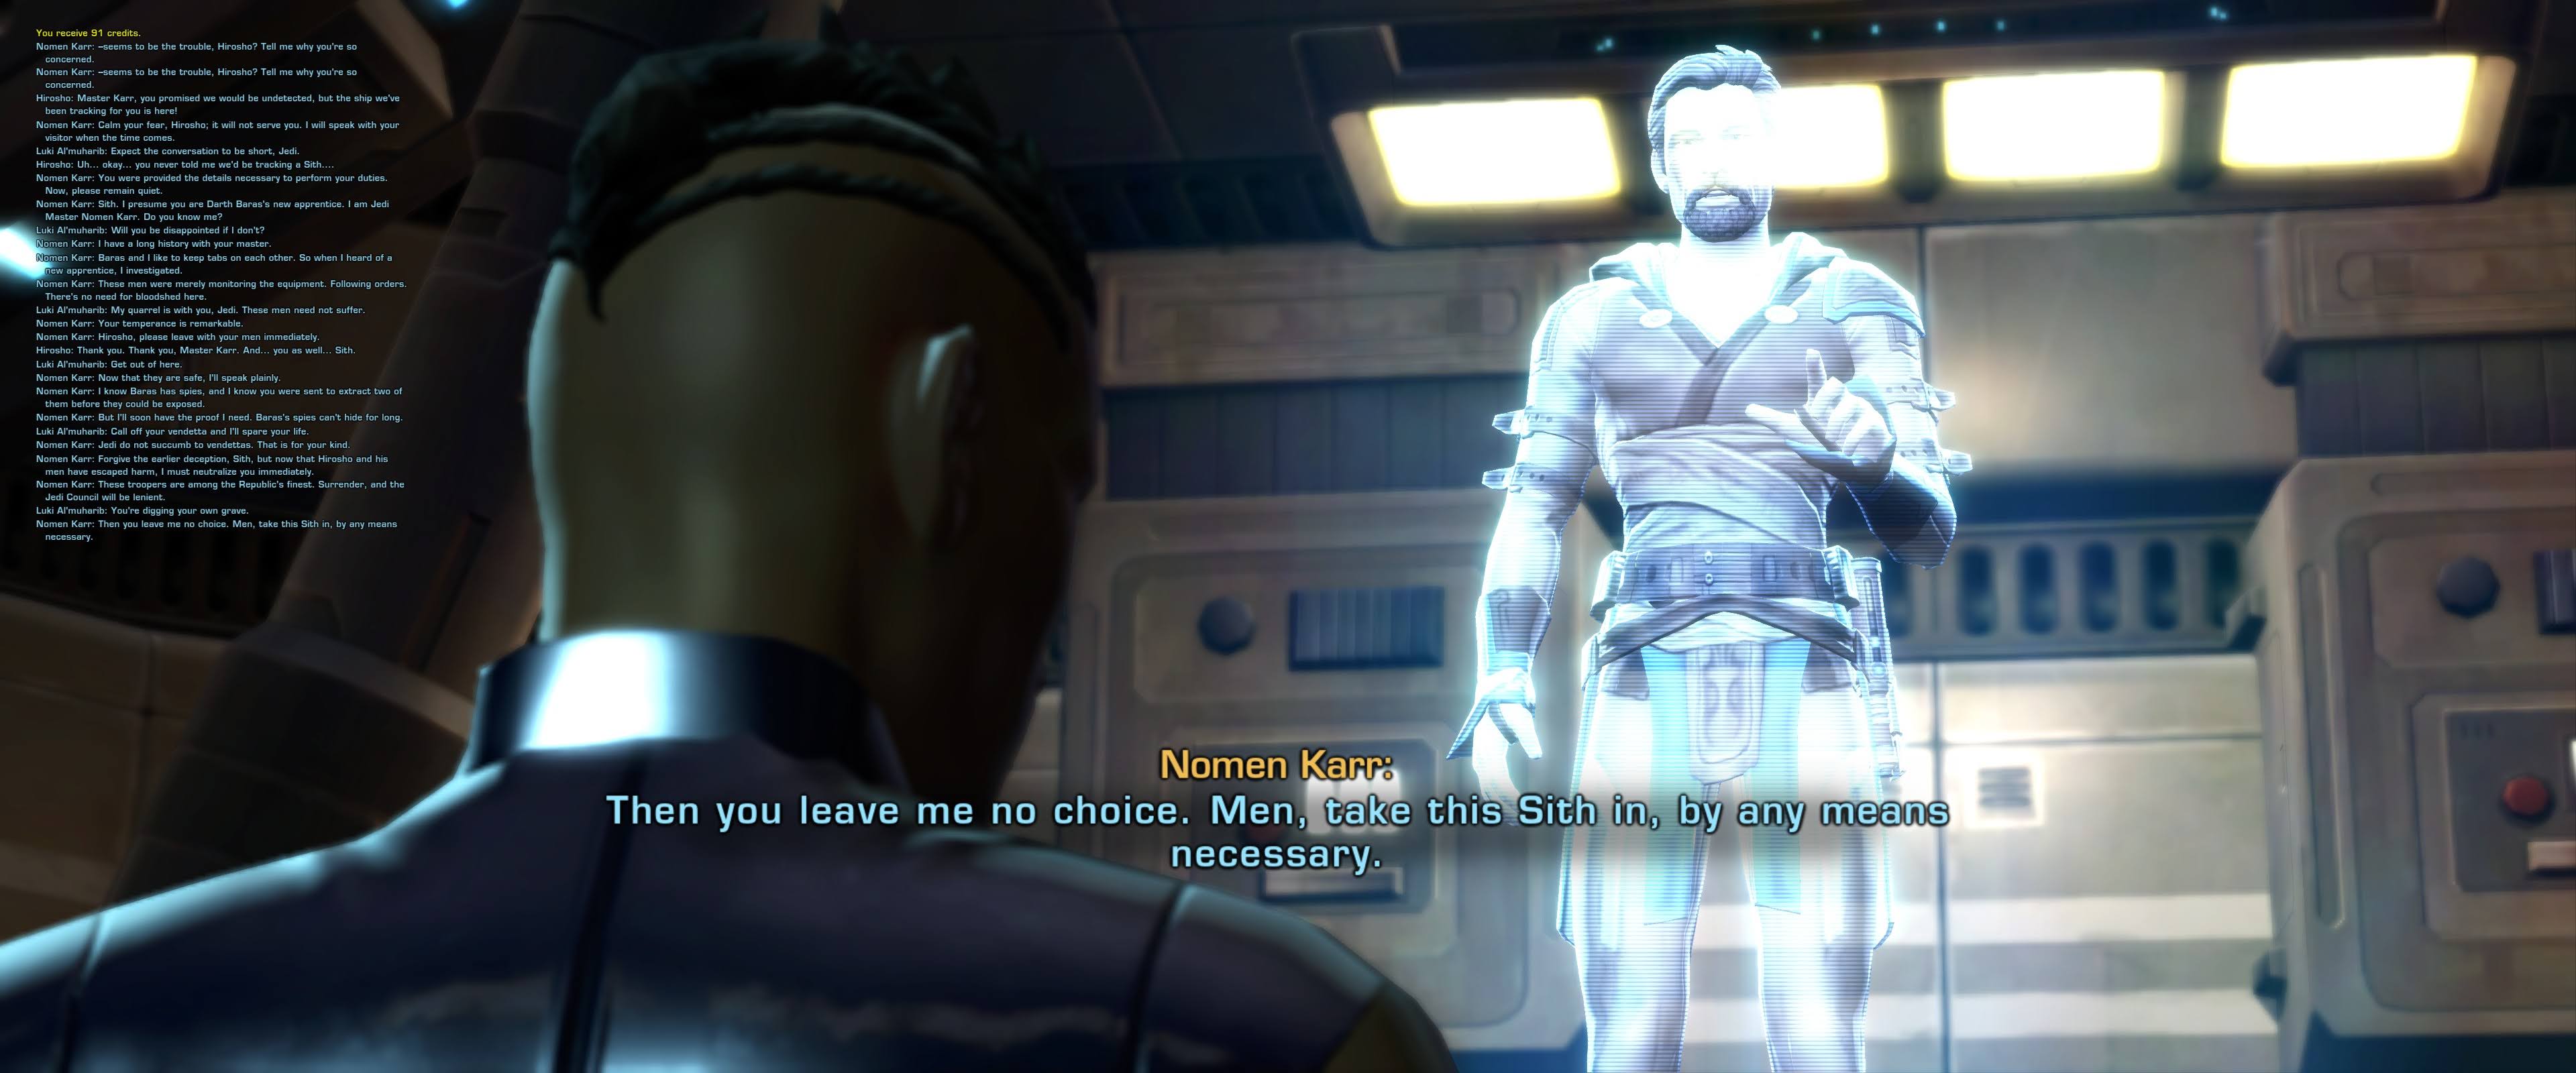 You receive 91 credits.
Nomen Karr: –seems to be the trouble, Hirosho? Tell me why you're so
concerned.
Nomen Karr: –seems to be the trouble, Hirosho? Tell me why you're so
concerned.
Hirosho: Master Karr, you promised we would be undetected, but the ship we've
been tracking for you is here!
Nomen Karr: Calm your fear, Hirosho; it will not serve you. I will speak with your
visitor when the time comes.
Luki Al'muharib: Expect the conversation to be short, Jedi.
Hirosho: Uh... okay... you never told me we'd be tracking a Sith....
Nomen Karr: You were provided the details necessary to perform your duties.
Now, please remain quiet.
Nomen Karr: Sith. I presume you are Darth Baras's new apprentice. I am Jedi
Master Nomen Karr. Do you know me?
Luki Al'muharib: Will you be disappointed if I don't?
Nomen Karr: I have a long history with your master.
Nomen Karr: Baras and I like to keep tabs on each other. So when I heard of a
new apprentice, I investigated.
Nomen Karr: These men were merely monitoring the equipment. Following orders.
There's no need for bloodshed here.
Luki Al'muharib: My quarrel is with you, Jedi. These men need not suffer.
Nomen Karr: Your temperance is remarkable.
Nomen Karr: Hirosho, please leave with your men immediately.
Hirosho: Thank you. Thank you, Master Karr. And... you as well... Sith.
Luki Al'muharib: Get out of here.
Nomen Karr: Now that they are safe, I'll speak plainly.
Nomen Karr: I know Baras has spies, and I know you were sent to extract two of
them before they could be exposed.
Nomen Karr: But I'll soon have the proof I need. Baras's spies can't hide for long.
Luki Al'muharib: Call off your vendetta and I'll spare your life.
Nomen Karr: Jedi do not succumb to vendettas. That is for your kind.
Nomen Karr: Forgive the earlier deception, Sith, but now that Hirosho and his
men have escaped harm, I must neutralize you immediately.
Nomen Karr: These troopers are among the Republic's finest. Surrender, and the
Jedi Council will be lenient.
Luki Al'muharib: You're digging your own grave.
Nomen Karr: Then you leave me no choice. Men, take this Sith in, by any means
necessary.
Nomen Karr:
Then you leave me no choice. Men, take this Sith in, by any means
necessary.